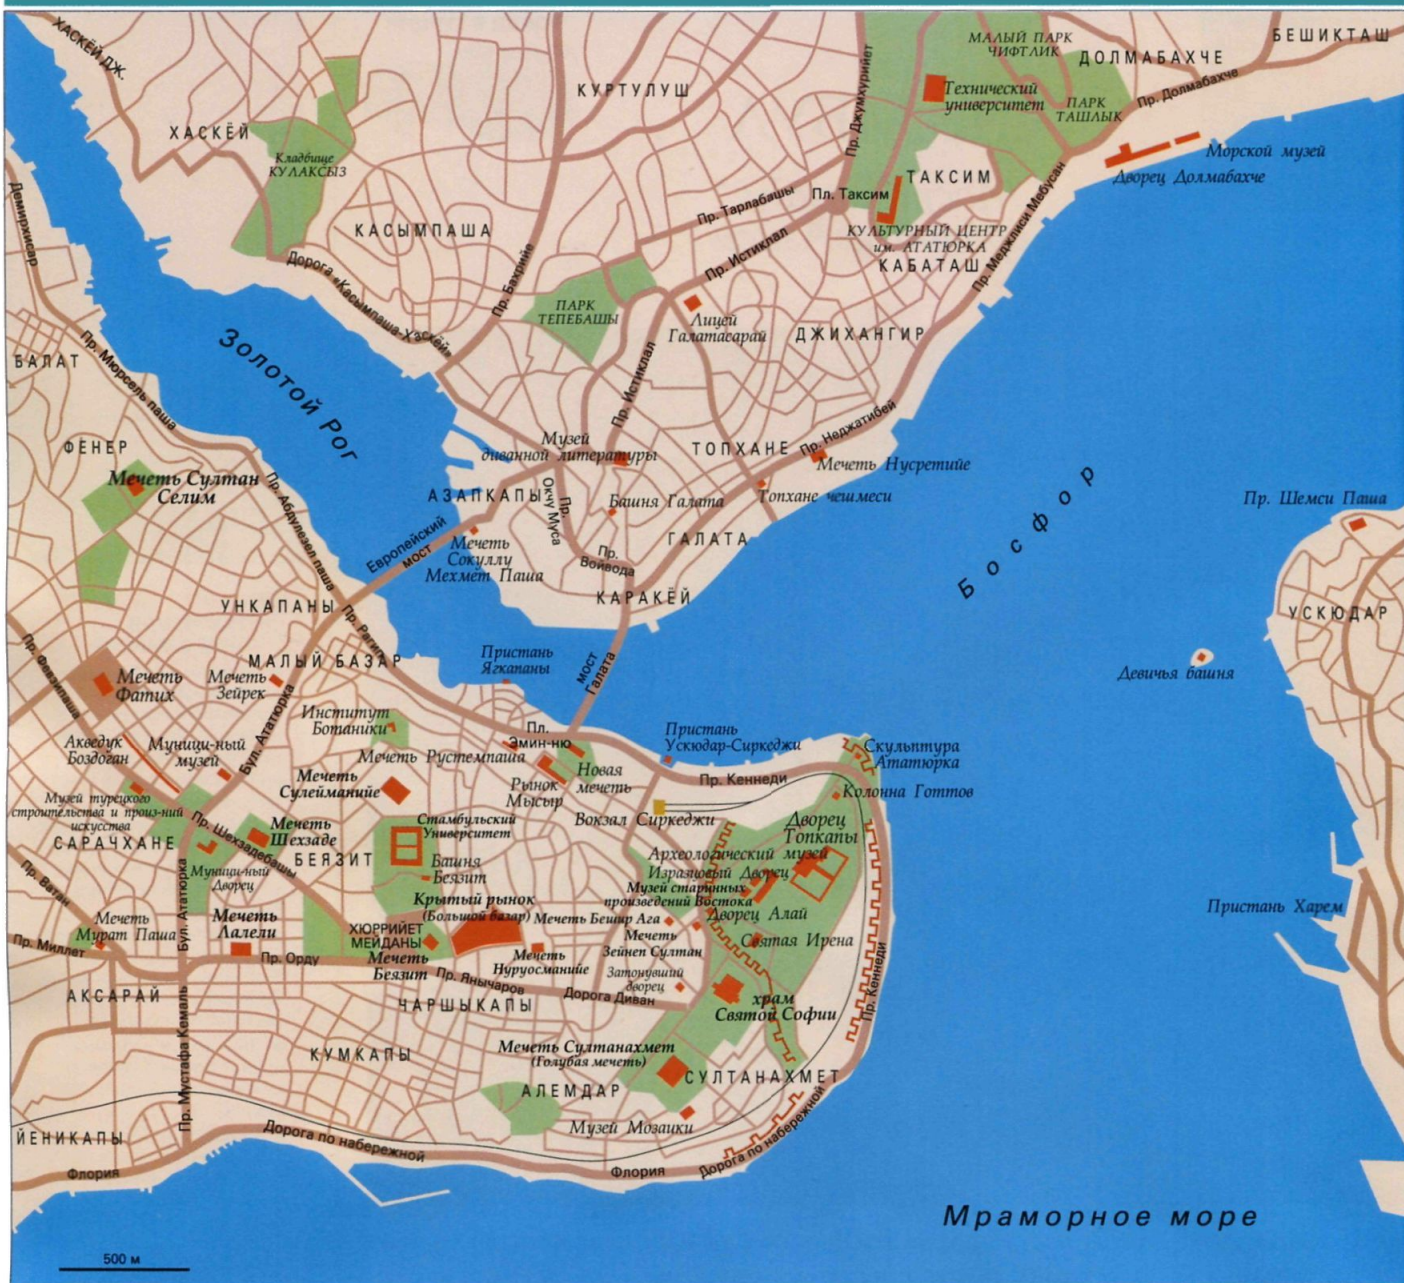 ХАСКЁЙ ДЖ.
КУРТУЛУШ
Пр. Джумхуриjет
МАЛЫЙ ПАРК
ЧИФТЛИК
ДОЛМАБАХЧЕ
БЕШИКТАШ
Технический
университет
ПАРК
ТАШЛЫК
Пр. Долмабахче
ХАСКЁЙ
Кладбище
КУЛАКСЫЗ
Морской музей
Дворец Долмабахче
ТАКСИМ
Пл. Таксим
Пр. Тарлабашы
Демирхисар
КАСЫМПАША
КУЛЬТУРНЫЙ ЦЕНТР
им. АТАТЮРКА
КАБАТАШ
Пр. Меджлиси Мебусан
Пр. Истиклал
Дорога «Касымпаша-Хаскёй»
Пр. Бахрийе
ПАРК
ТЕПЕБАШЫ
Лицей
Галатасарай
ДЖИХАНГИР
Золотой Рог
БАЛАТ
Пр. Мюрсель паша
Пр. Истиклал
ФЕНЕР
Мечеть Султан
Селим
Музей
диванной литературы
ТОПХАНЕ
Пр. Неджатибей
Мечеть Нусретийе
Топхане чешмеси
Босфор
Пр. Шемси Паша
Пр. Абдулезел паша
АЗАПКАПЫ
Пр.
Окчу Муса
Башня Галата
ГАЛАТА
Европейский
мост
Мечеть
Сокуллу
Мехмет Паша
Пр.
Войвода
КАРАКЁЙ
УНКАПАНЫ
УСКЮДАР
Пр. Рагип
Пр. Февзипаша
МАЛЫЙ БАЗАР
Пристань
Ягкапаны
мост
Галата
Девичья башня
Мечеть
Фатих
Мечеть
Зейрек
Бул. Ататюрка
Институт
Ботаники
Пл.
Эмин-ню
Пристань
Ускюдар-Сиркеджи
Скульптура
Ататюрка
Акведук
Боздоган
Муници-ный
музей
Мечеть Рустемпаша
Новая
мечеть
Рынок
Мысыр
Пр. Кеннеди
Колонна Готтов
Мечеть
Сулейманийе
Музей турецкого
строительства и произ-ний
искусства
САРАЧХАНЕ
Пр. Шехзадебашы
Мечеть
Шехзаде
Стамбульский
Университет
Вокзал Сиркеджи
Дворец
Топкапы
БЕЯЗИТ
Башня
Беязит
Археологический музей
Изразцовый Дворец
Музей старинных
произведений Востока
Муници-ный
Дворец
Пр. Ватан
Крытый рынок
(Большой базар)
Мечеть Бешир Ага
Дворец Алай
Мечеть
Мурат Паша
Бул. Ататюрка
Мечеть
Лалели
ХЮРРИЙЕТ
МЕЙДАНЫ
Мечеть
Беязит
Мечеть
Зейнеп Султан
Святая Ирена
Пристань Харем
Пр. Миллет
Пр. Орду
Мечеть
Нуруосманийе
Затонувший
дворец
Пр. Янычаров
Дорога Диван
Пр. Кеннеди
АКСАРАЙ
ЧАРШЫКАПЫ
храм
Святой Софии
Пр. Мустафа Кемаль
КУМКАПЫ
Мечеть Султанахмет
(Голубая мечеть)
АЛЕМДАР
СУЛТАНАХМЕТ
Музей Мозаики
ЙЕНИКАПЫ
Дорога по набережной
Флория
Флория
Дорога по набережной
Мраморное море
500 м